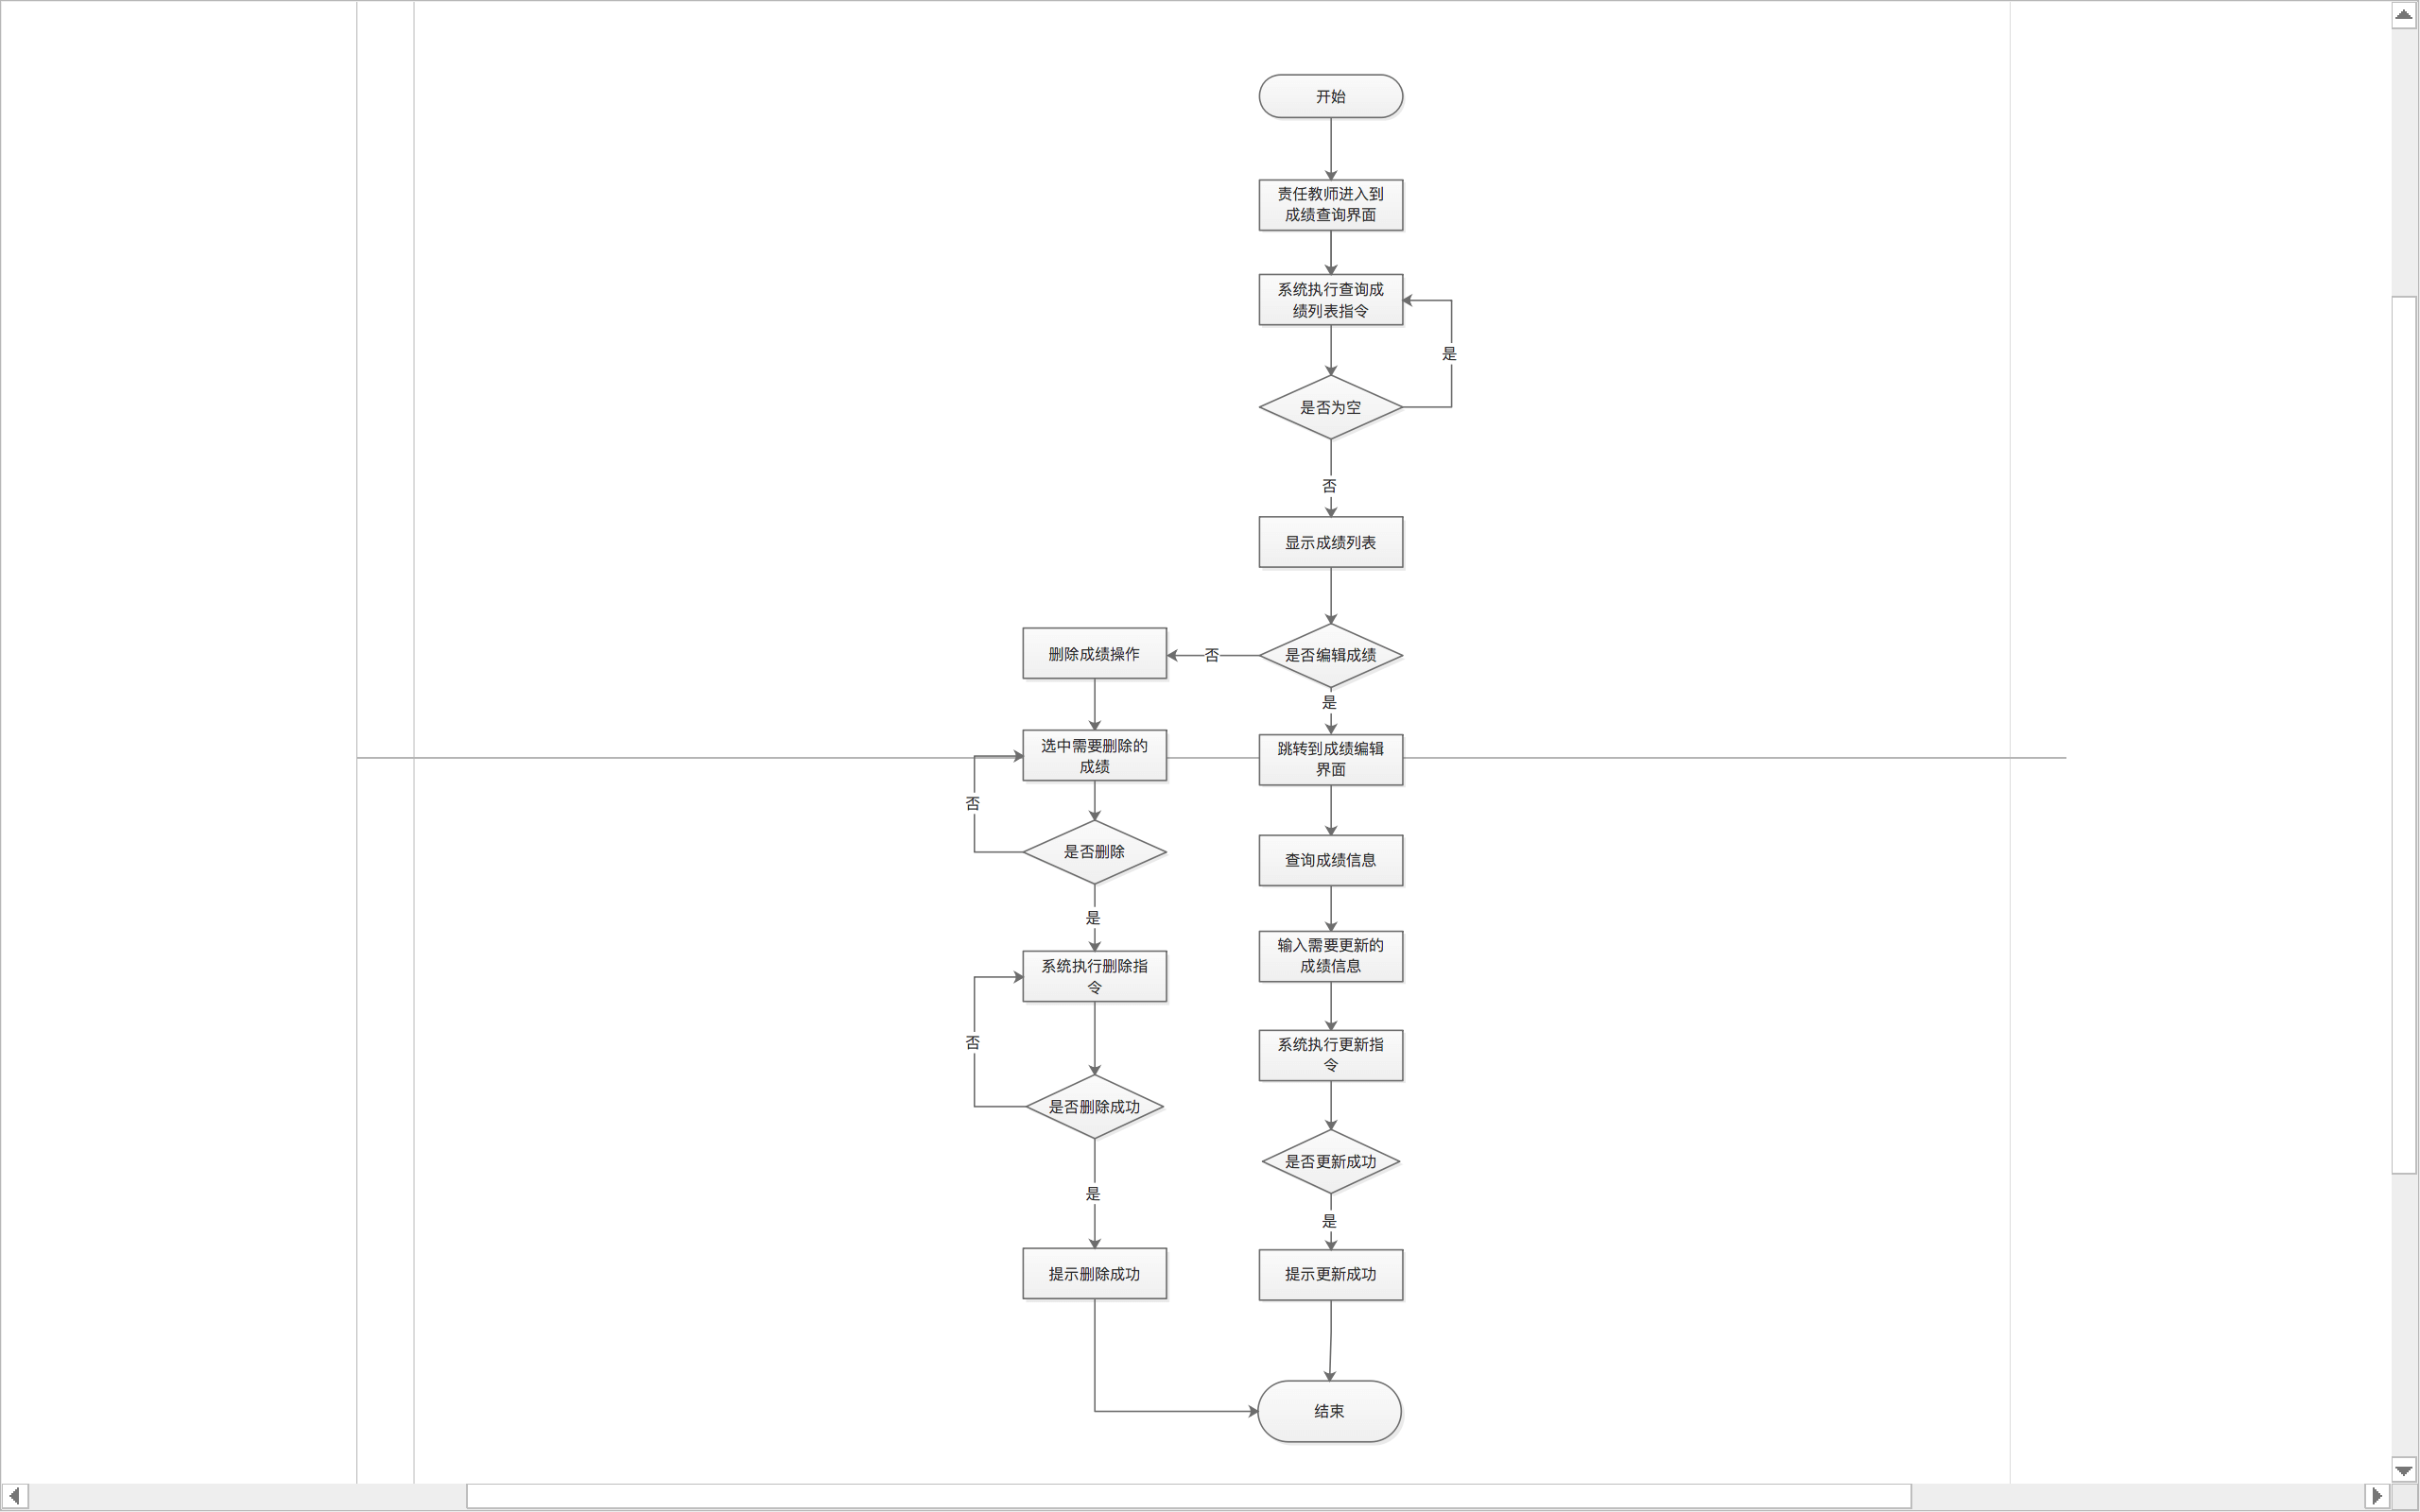 开始
责任教师进入到
成绩查询界面
系统执行查询成
绩列表指令
是
是否为空
否
显示成绩列表
删除成绩操作
否
是否编辑成绩
是
选中需要删除的
成绩
跳转到成绩编辑
界面
否
是否删除
查询成绩信息
是
输入需要更新的
成绩信息
系统执行删除指
令
否
系统执行更新指
令
是否删除成功
是否更新成功
是
是
提示删除成功
提示更新成功
结束